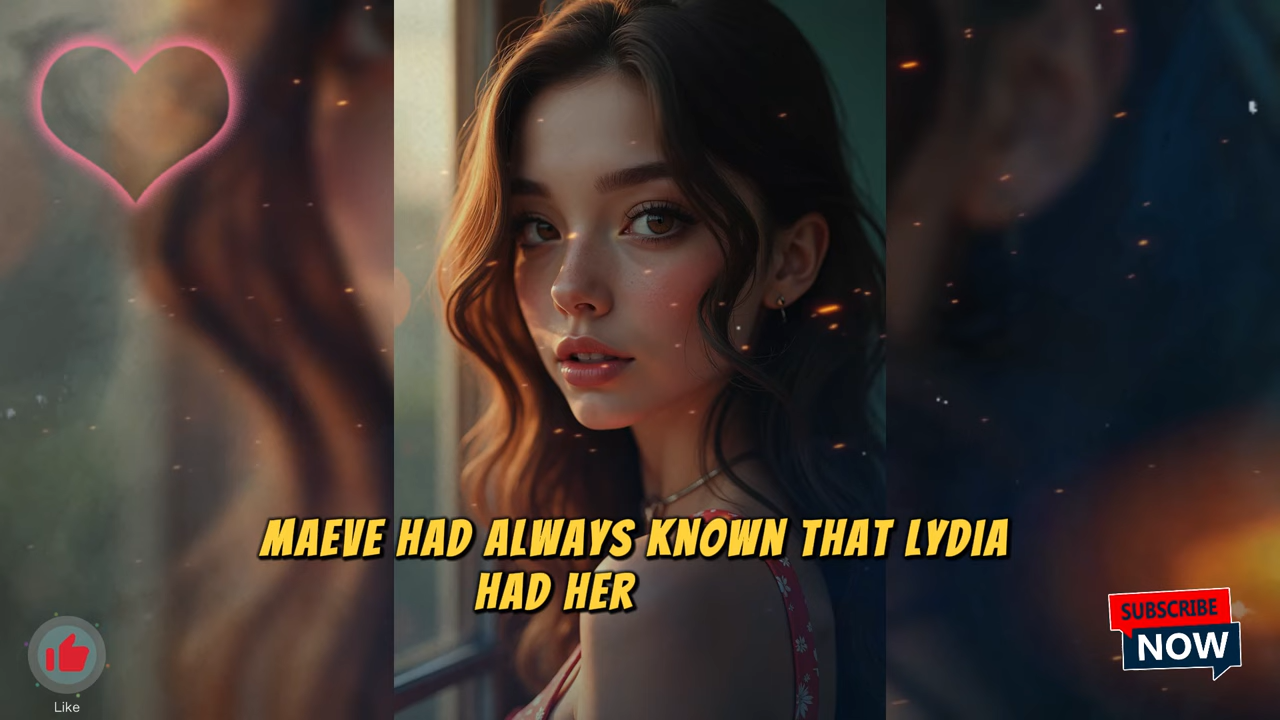 MAEVE HAD ALWAYS KNOWN THAT LYDIA
HAD HER
SUBSCRIBE
NOW
Like